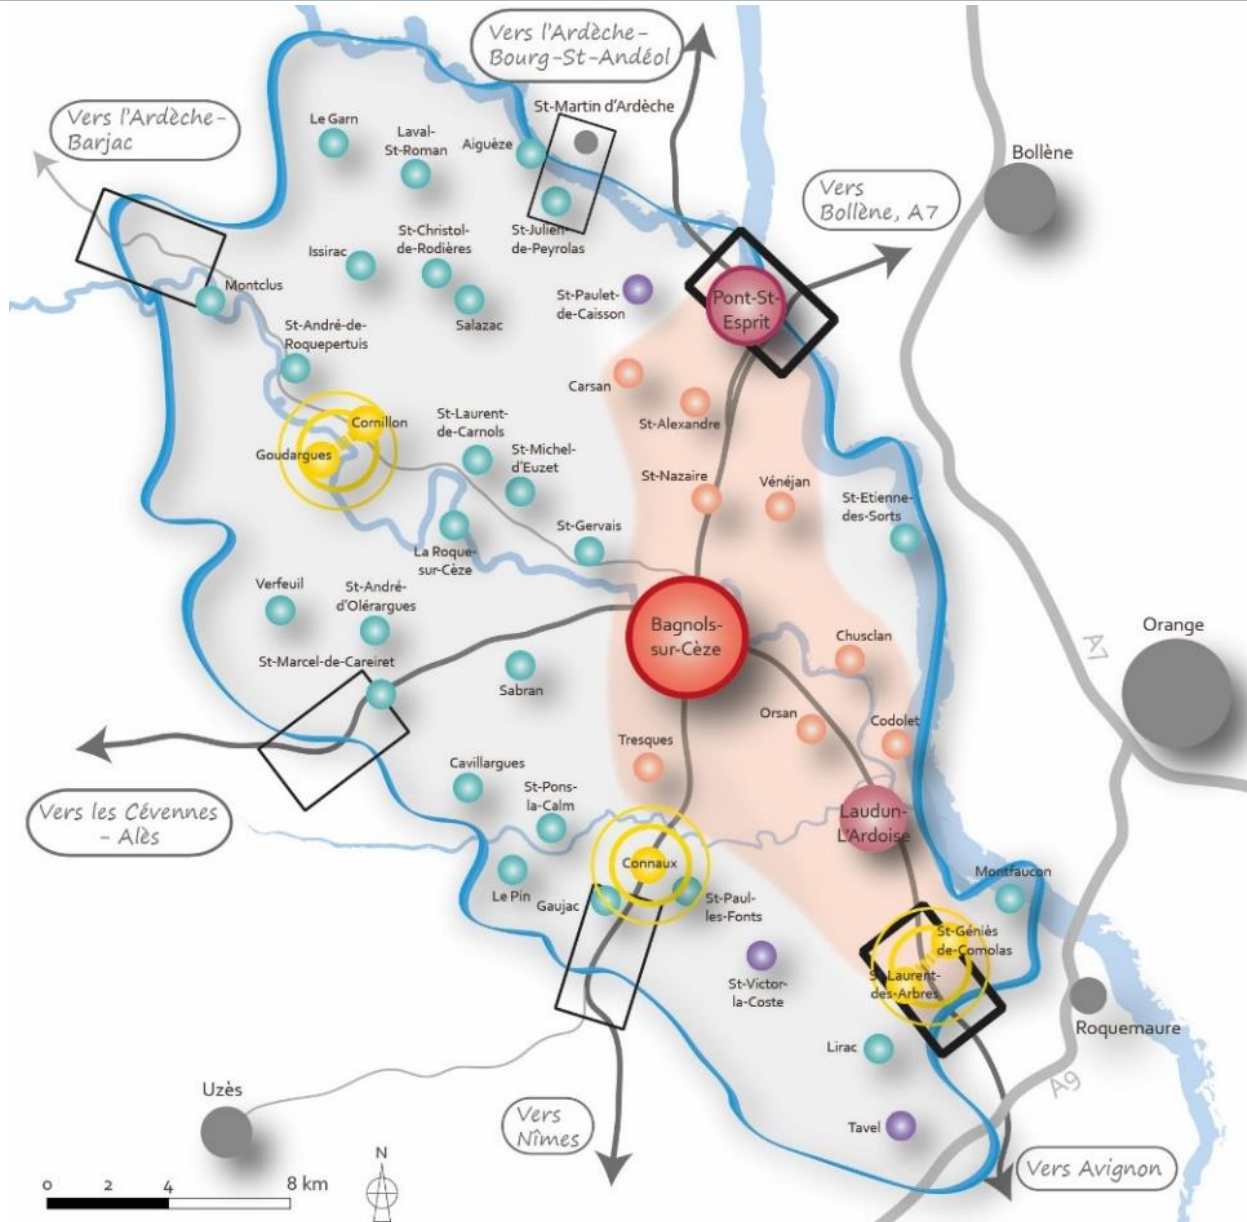 Vers l'Ardèche-
Bourg-St-Andéol
Vers l'Ardèche-
Barjac
St-Martin d'Ardèche
Le Garn
Laval-
St-Roman
Aiguèze
Bollène
Vers
Bollène, A7
St-Christol-
de-Rodières
St-Julien-
de-Peyrolas
Issirac
Montclus
Salazac
St-Paulet-
de-Caisson
Pont-St-
Esprit
St-André-de-
Roquepertuis
Carsan
St-Alexandre
Cornillon
Goudargues
St-Laurent-
de-Carnols
St-Michel-
d'Euzet
St-Nazaire
Vénéjan
St-Etienne-
des-Sorts
St-Gervais
La Roque-
sur-Cèze
Verfeuil
St-André-
d'Olérargues
St-Marcel-de-Careiret
Sabran
Bagnols-
sur-Cèze
Chusclan
Orange
A7
Orsan
Codolet
Tresques
Cavillargues
St-Pons-
la-Calm
Vers les Cévennes
- Alès
Laudun-
L'Ardoise
Connaux
Le Pin
Gaujac
St-Paul-
les-Fonts
Montfaucon
St-Géniès
de-Comolas
St-Laurent-
des-Arbres
St-Victor-
la-Coste
Roquemaure
Lirac
A9
Uzès
Vers
Nîmes
Tavel
Vers Avignon
N
0 2 4 8 km